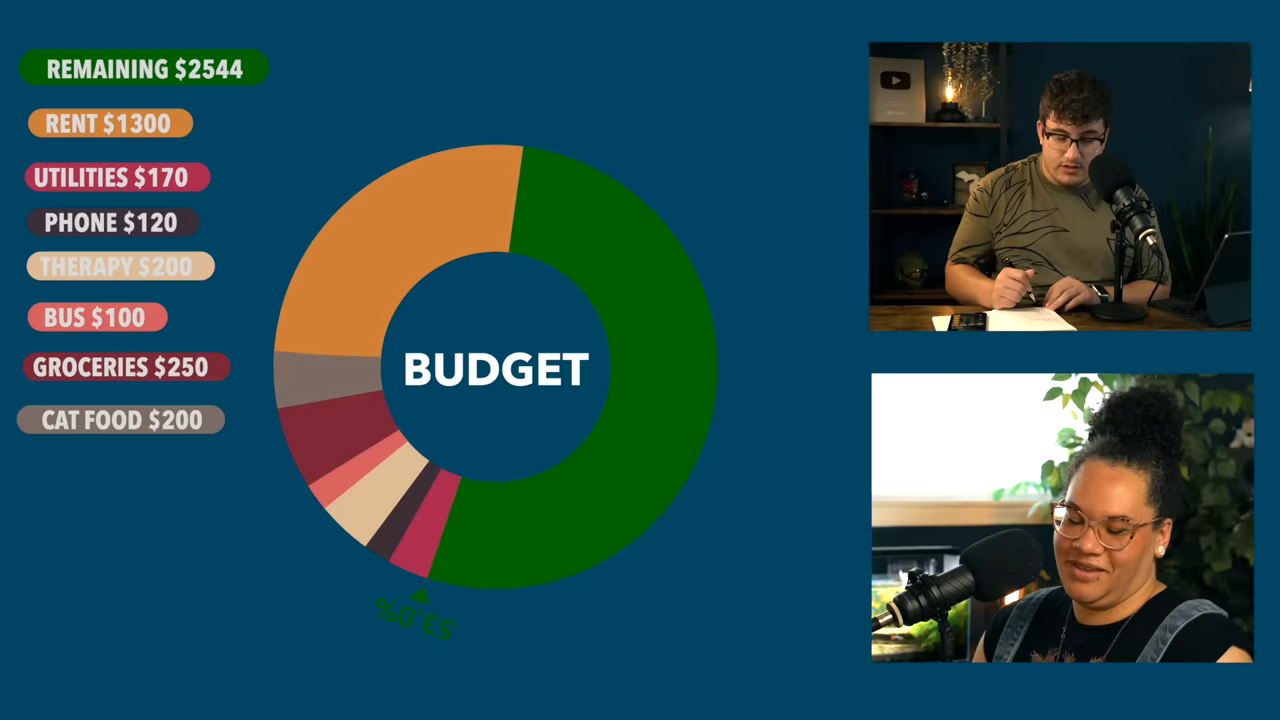 REMAINING $2544
RENT $1300
UTILITIES $170
PHONE $120
THERAPY $200
BUS $100
GROCERIES $250
CAT FOOD $200
BUDGET
53.0%